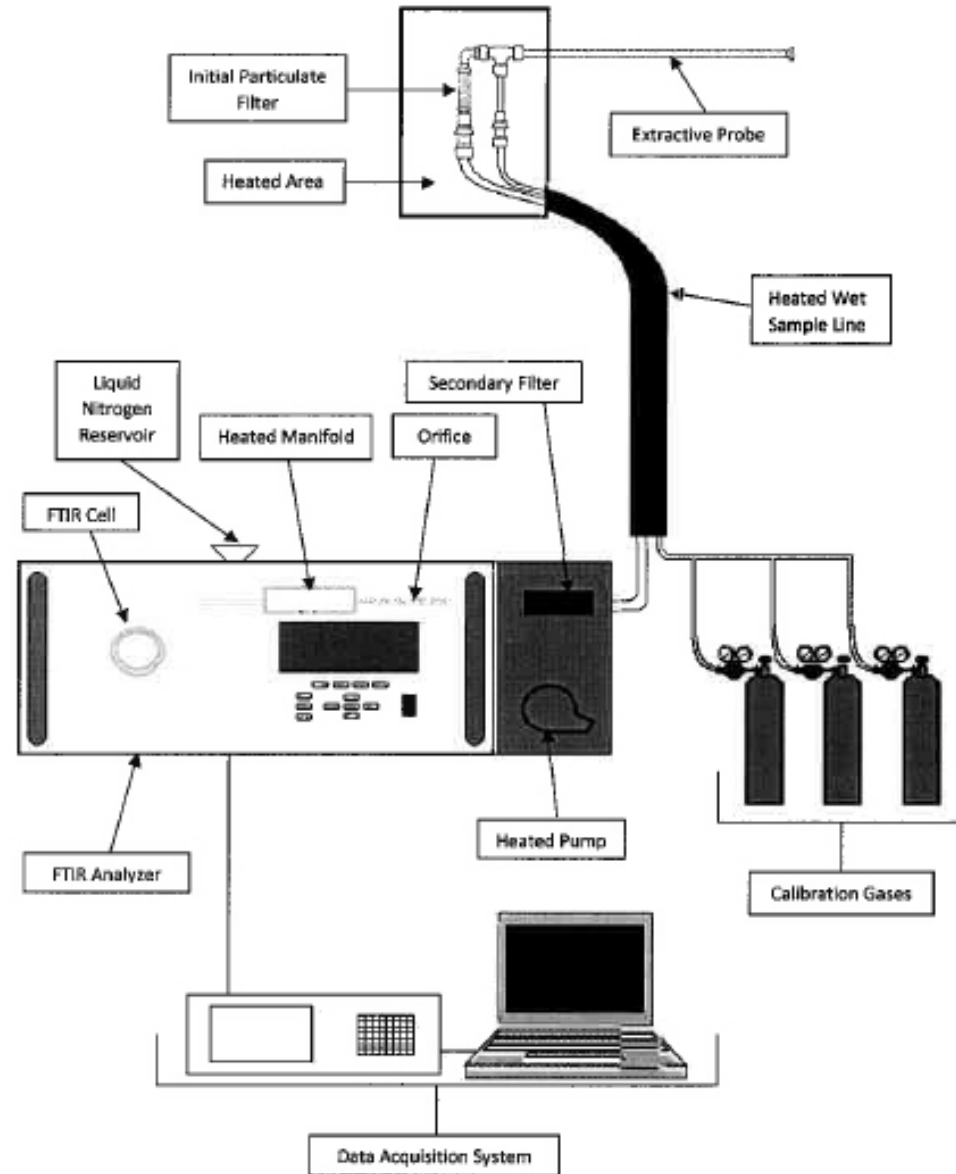 Initial Particulate
Filter
Extractive Probe
Heated Area
Heated Wet
Sample Line
Liquid
Nitrogen
Reservoir
Secondary Filter
Heated Manifold
Orifice
FTIR Cell
Heated Pump
FTIR Analyzer
Calibration Gases
Data Acquisition System